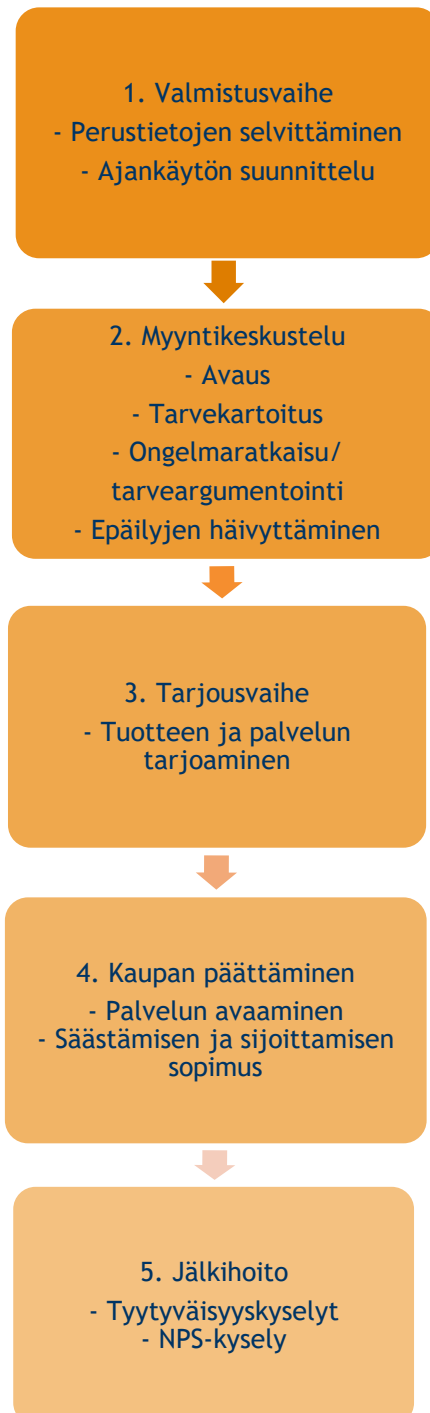 1. Valmistusvaihe
- Perustietojen selvittäminen
- Ajankäytön suunnittelu
2. Myyntikeskustelu
- Avaus
- Tarvekartoitus
- Ongelmaratkaisu/
tarveargumentointi
- Epäilyjen häivyttäminen
3. Tarjousvaihe
- Tuotteen ja palvelun
tarjoaminen
4. Kaupan päättäminen
- Palvelun avaaminen
- Säästämisen ja sijoittamisen
sopimus
5. Jälkihoito
- Tyytyväisyyskyselyt
- NPS-kysely